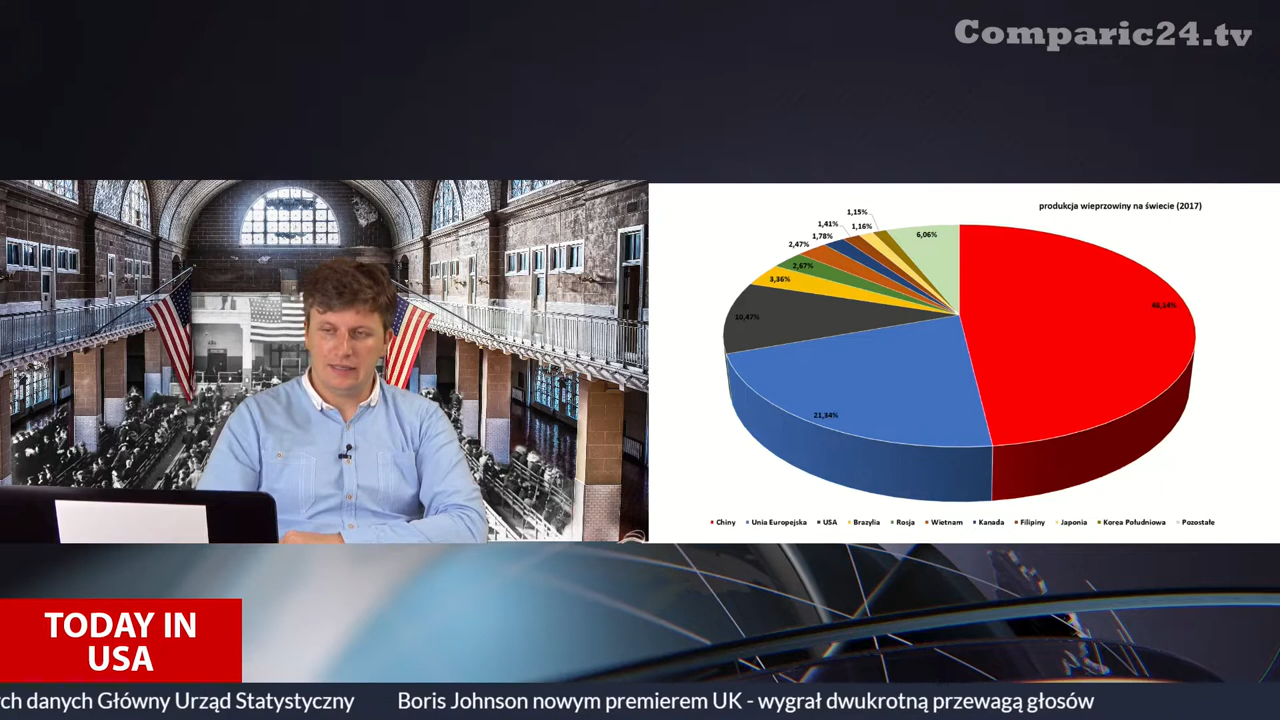 Comparic24.tv
produkcja wieprzowiny na świecie (2017)
1,15%
1,41%
1,16%
6,06%
1,78%
2,47%
2,67%
3,36%
10,47%
21,34%
Chiny Unia Europejska USA Brazylia Rosja Wietnam Kanada Filipiny Japonia Korea Południowa Pozostałe
TODAY IN
USA
ch danych Główny Urząd Statystyczny Boris Johnson nowym premierem UK - wygrał dwukrotną przewagą głosów